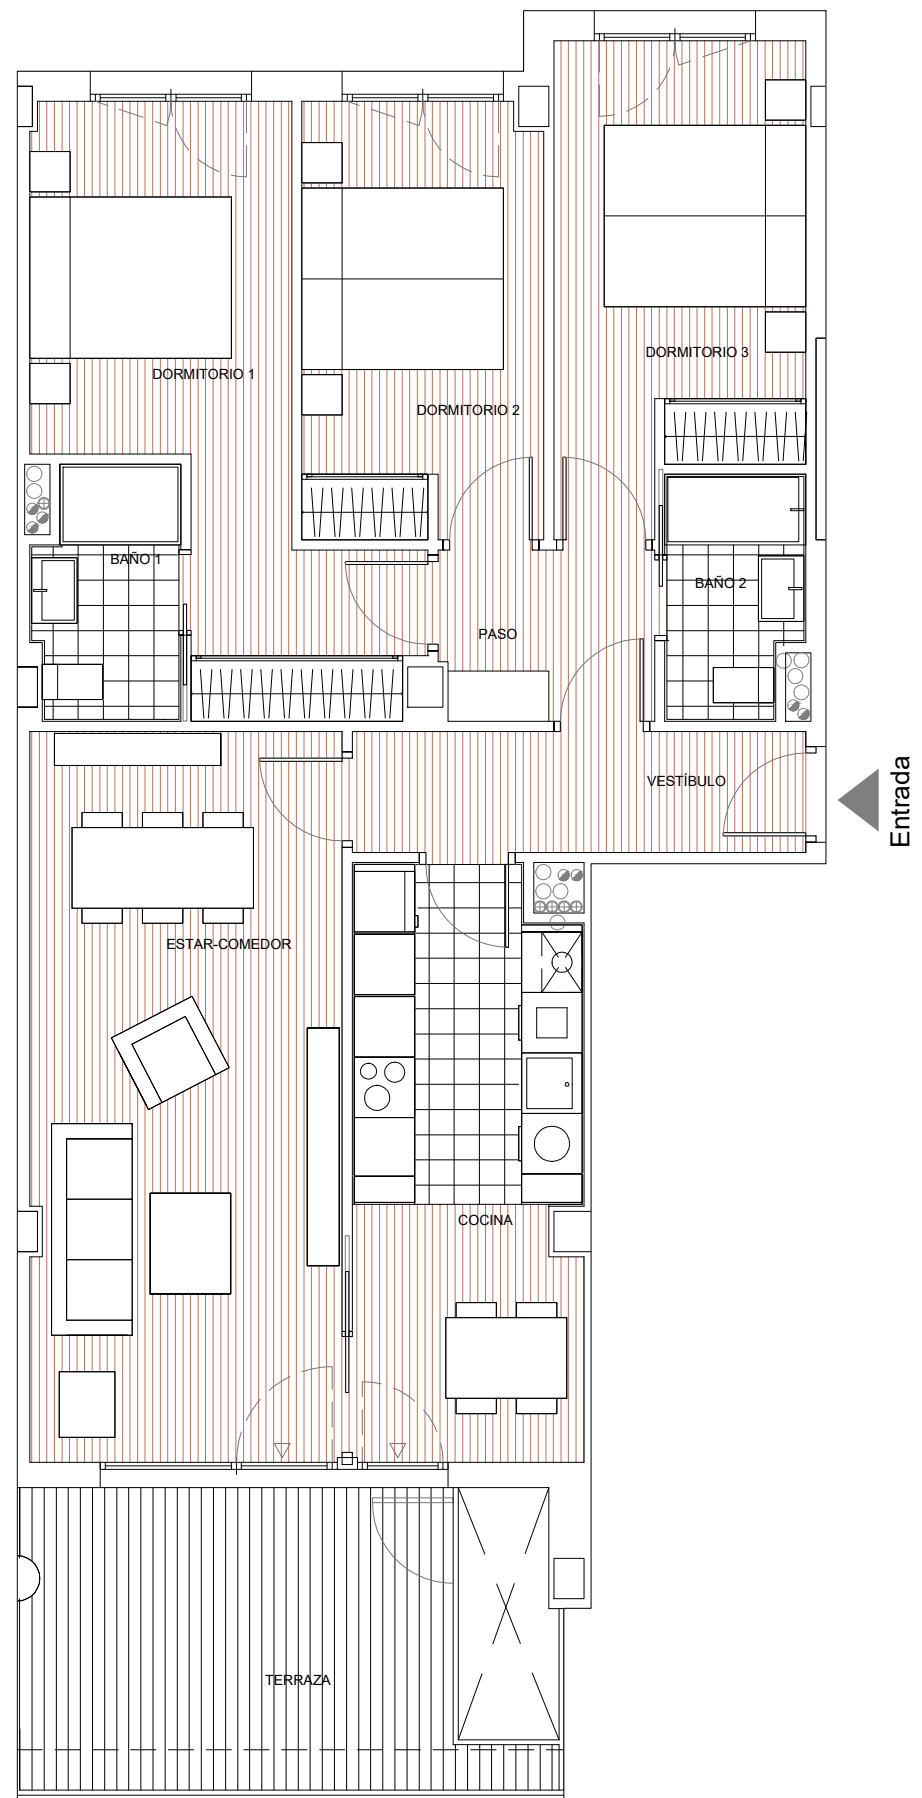 DORMITORIO 3
DORMITORIO 1
DORMITORIO 2
BAÑO 1
BAÑO 2
PASO
VESTÍBULO
Entrada
ESTAR-COMEDOR
COCINA
TERRAZA